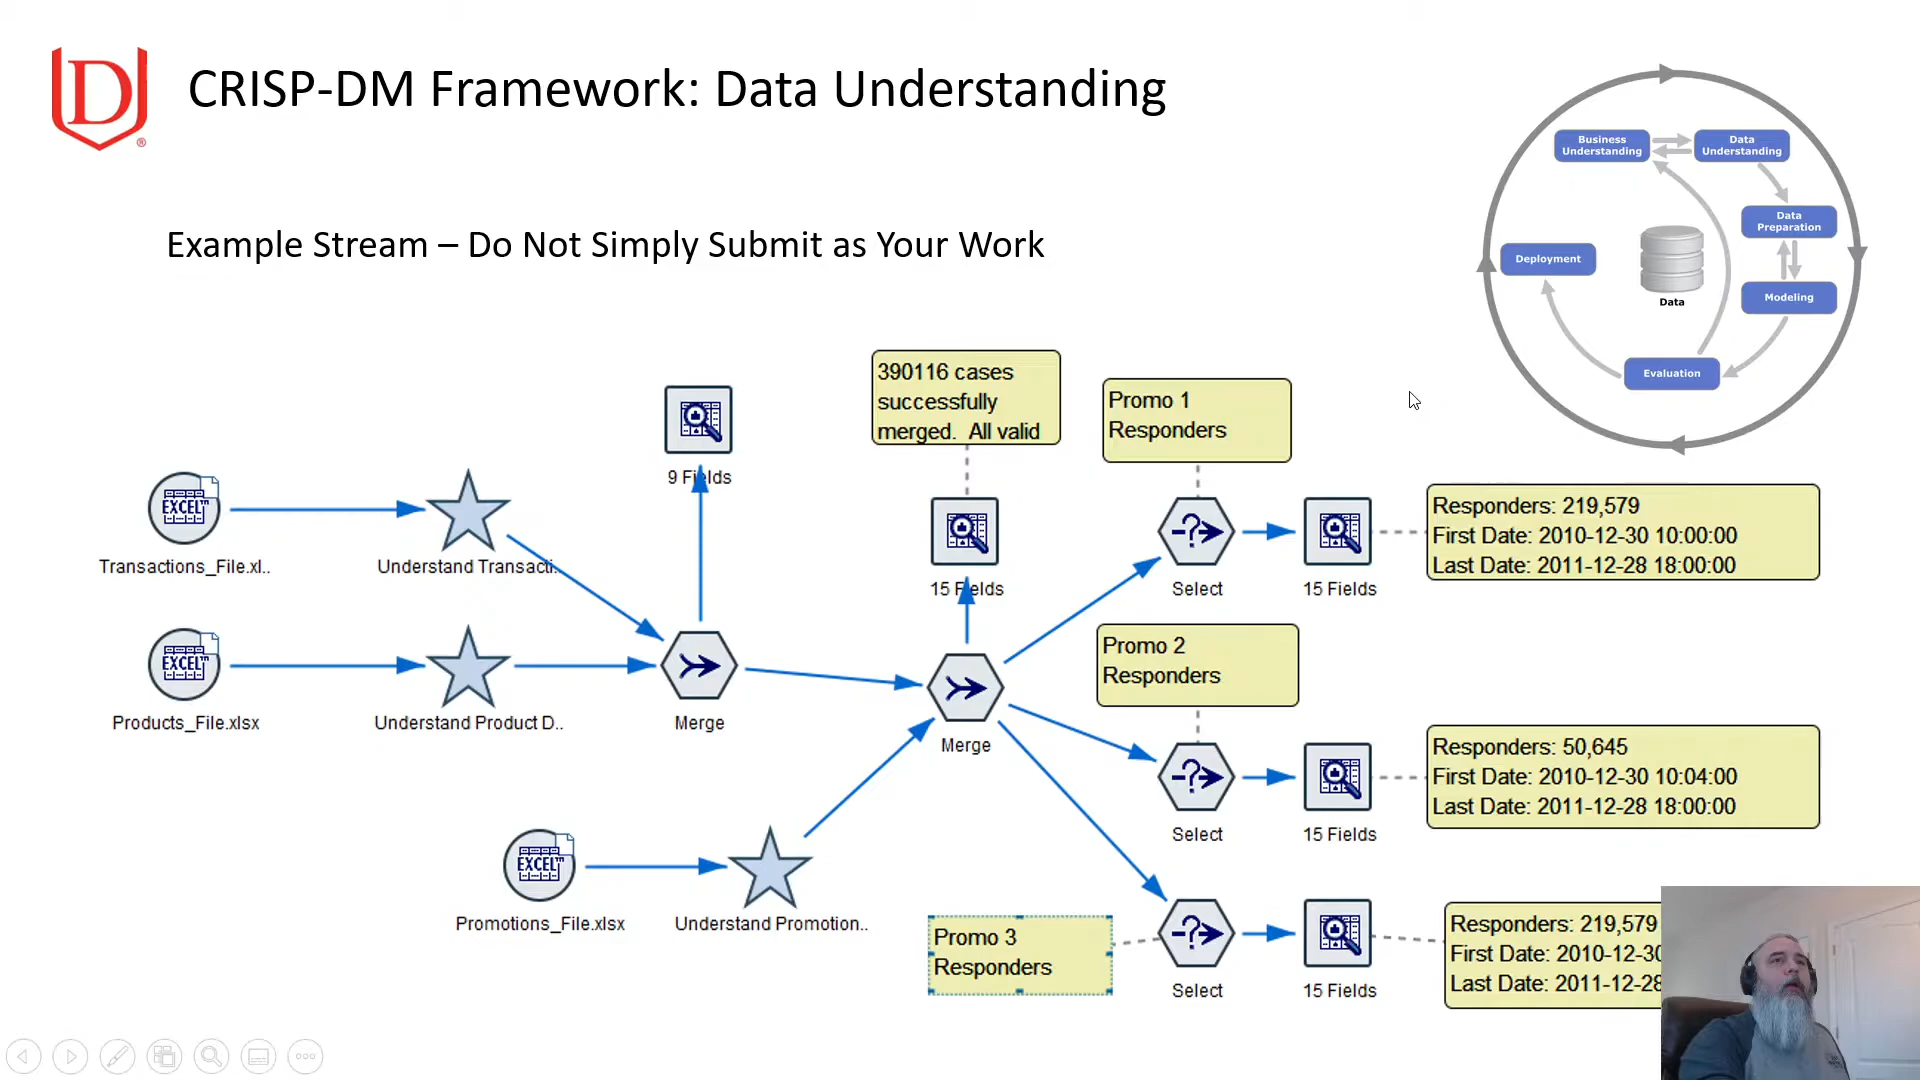 D
®
CRISP-DM Framework: Data Understanding
Business
Understanding
Data
Understanding
Data
Preparation
Deployment
Data
Modeling
Evaluation
Example Stream – Do Not Simply Submit as Your Work
390116 cases
successfully
merged. All valid
Promo 1
Responders
9 Fields
EXCEL™
Transactions_File.xl..
Understand Transacti..
15 Fields
Select
15 Fields
Responders: 219,579
First Date: 2010-12-30 10:00:00
Last Date: 2011-12-28 18:00:00
EXCEL™
Products_File.xlsx
Understand Product D..
Merge
Merge
Promo 2
Responders
Select
15 Fields
Responders: 50,645
First Date: 2010-12-30 10:04:00
Last Date: 2011-12-28 18:00:00
EXCEL™
Promotions_File.xlsx
Understand Promotion..
Promo 3
Responders
Select
15 Fields
Responders: 219,579
First Date: 2010-12-30
Last Date: 2011-12-28